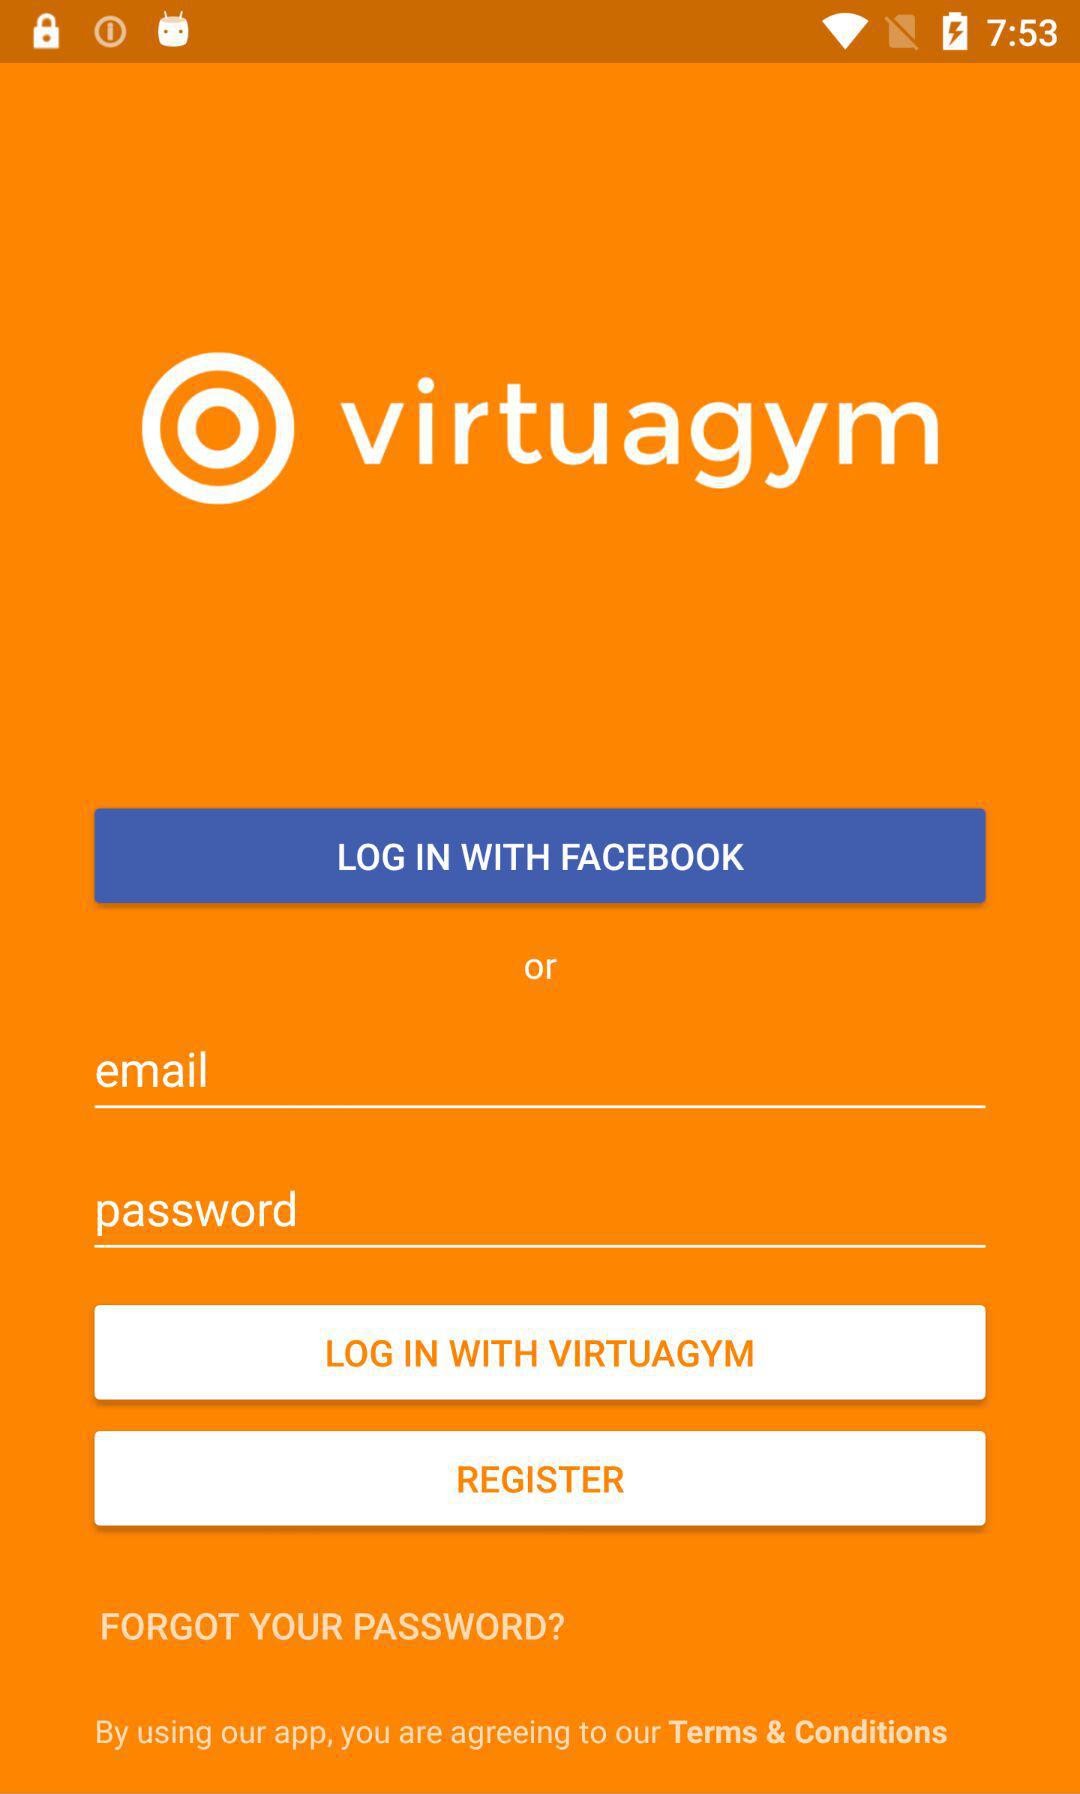 7:53
virtuagym
LOG IN WITH FACEBOOK
or
email
password
LOG IN WITH VIRTUAGYM
REGISTER
FORGOT YOUR PASSWORD?
By using our app, you are agreeing to our Terms & Conditions